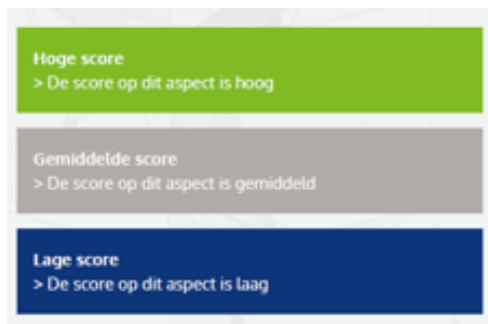 Hoge score
> De score op dit aspect is hoog
Gemiddelde score
> De score op dit aspect is gemiddeld
Lage score
> De score op dit aspect is laag